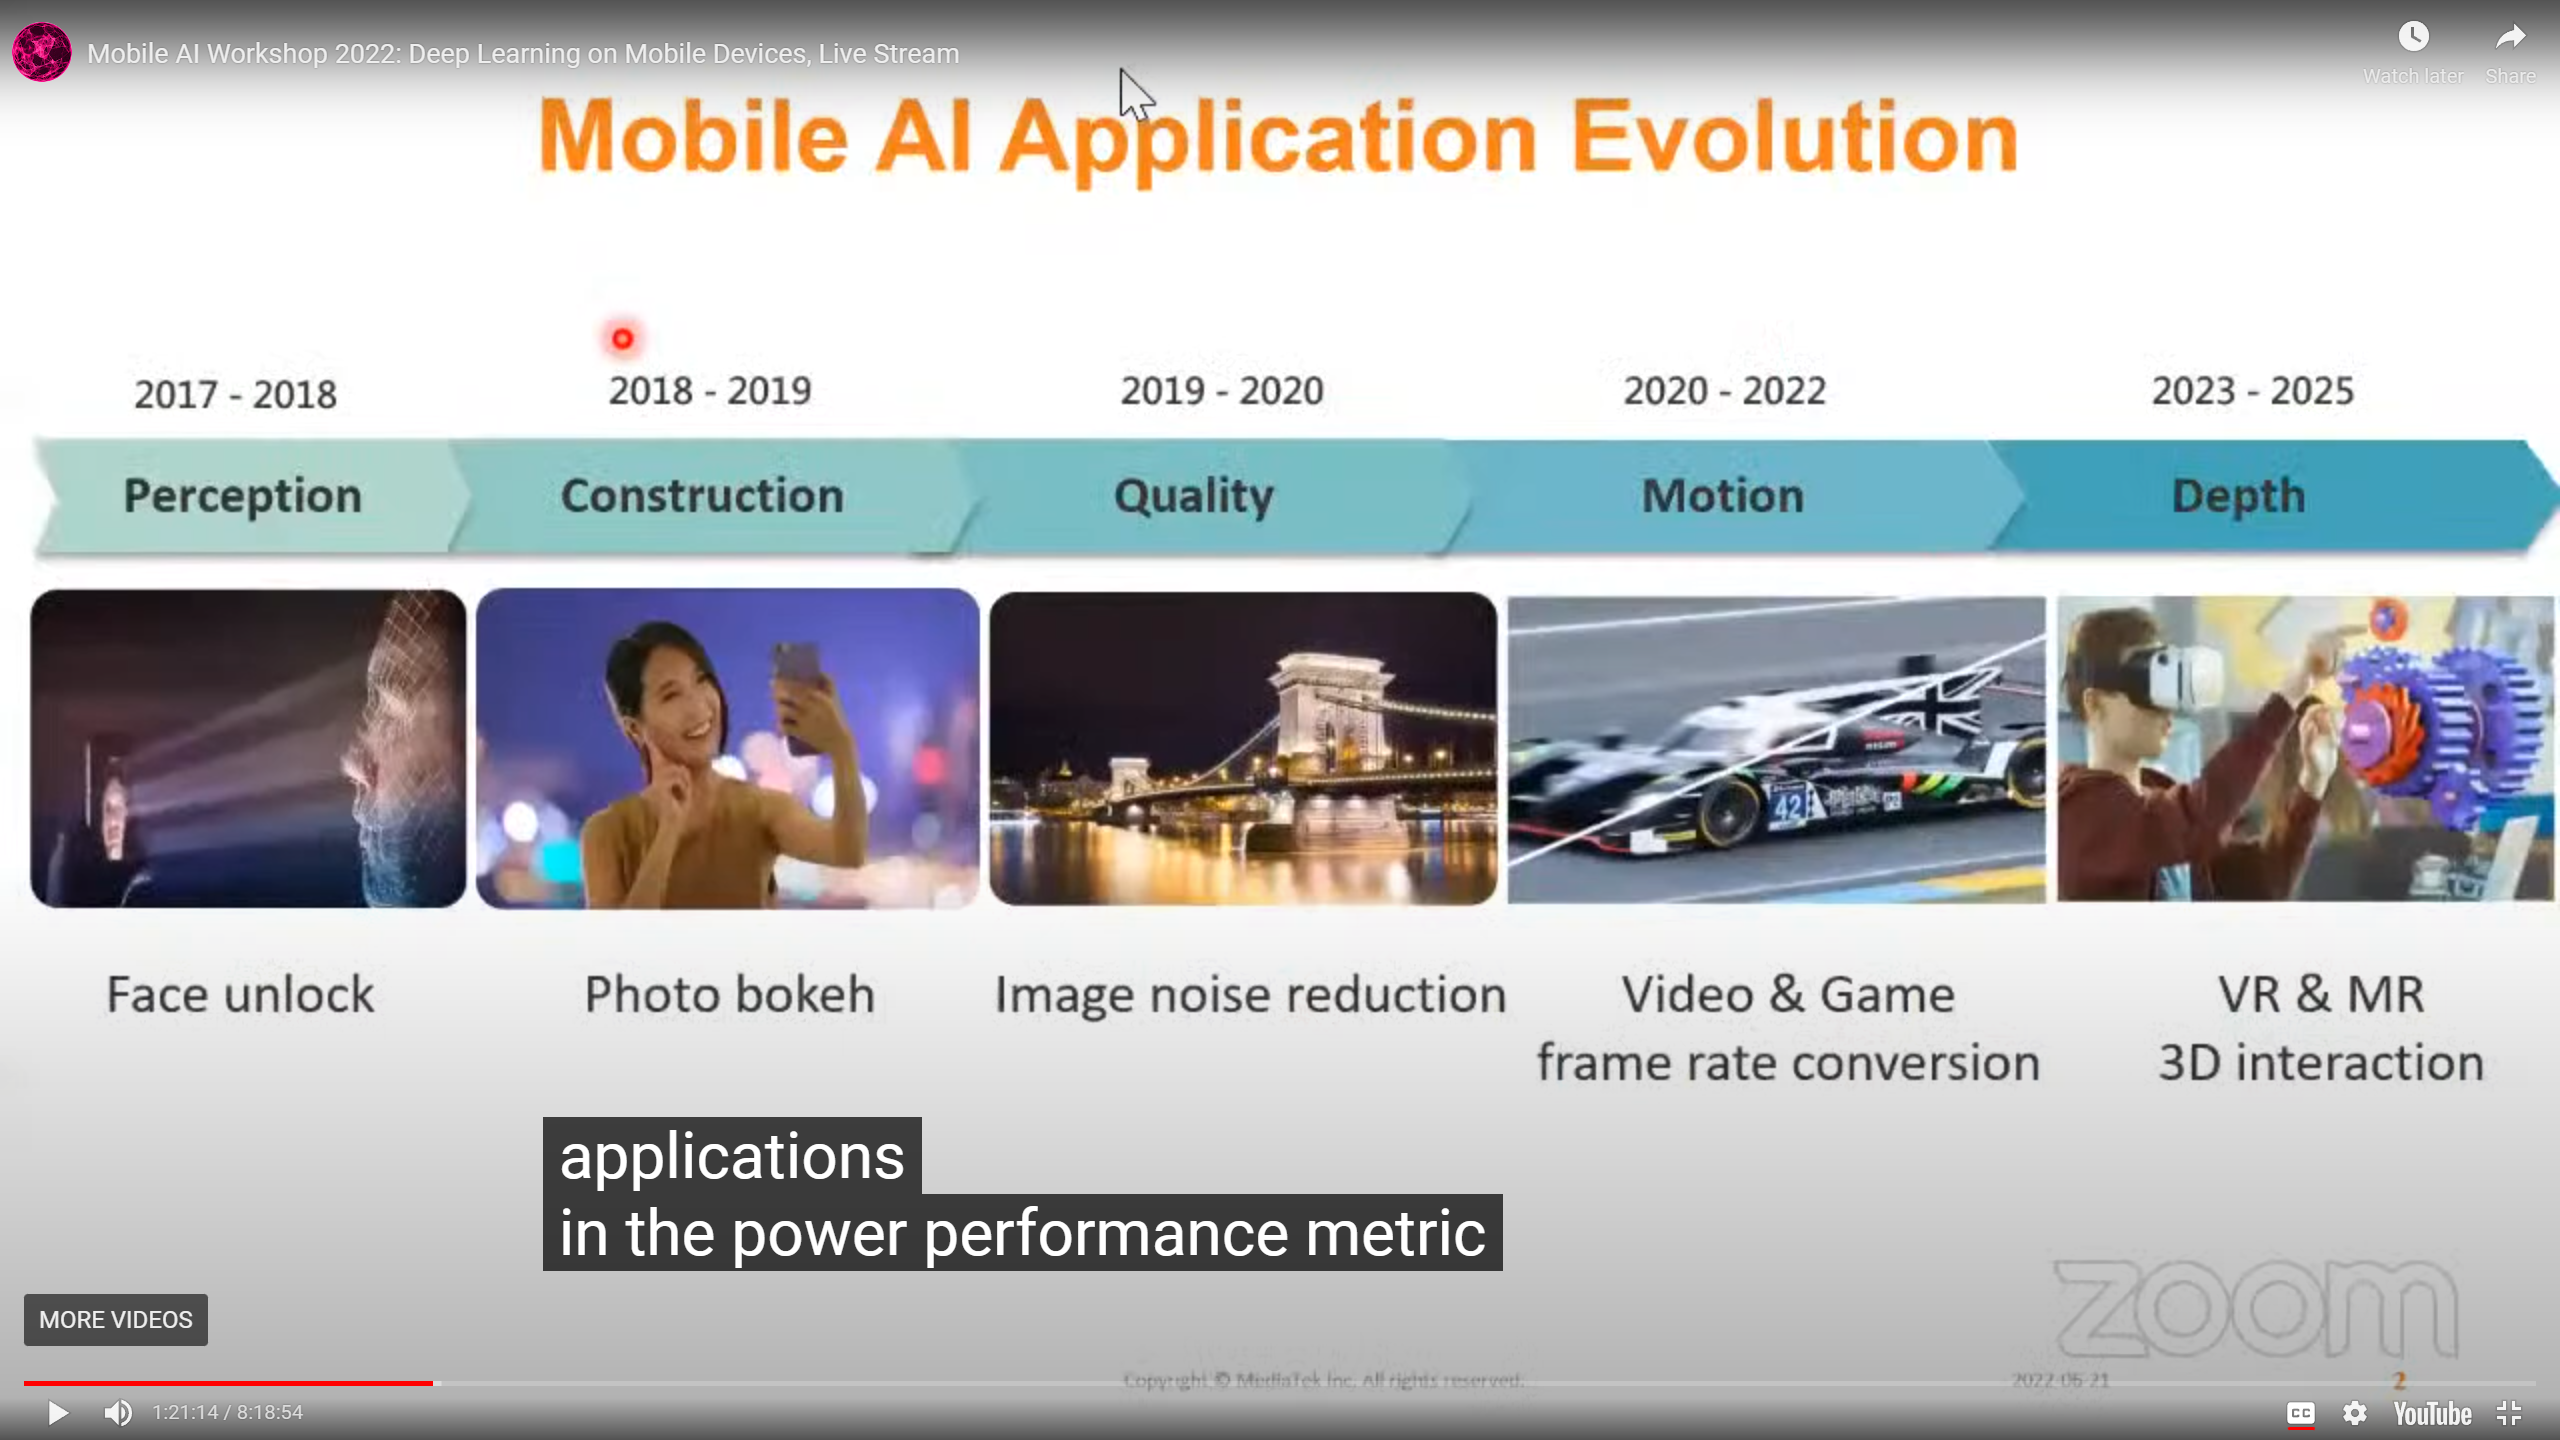 Mobile AI Workshop 2022: Deep Learning on Mobile Devices, Live Stream
Watch later
Share
Mobile AI Application Evolution
2017 - 2018
2018 - 2019
2019 - 2020
2020 - 2022
2023 - 2025
Perception
Construction
Quality
Motion
Depth
42
Face unlock
Photo bokeh
Image noise reduction
Video & Game
frame rate conversion
VR & MR
3D interaction
applications
in the power performance metric
zoom
MORE VIDEOS
Copyright © MediaTek Inc. All rights reserved.
2022-06-21
2
1:21:14 / 8:18:54
CC
YouTube